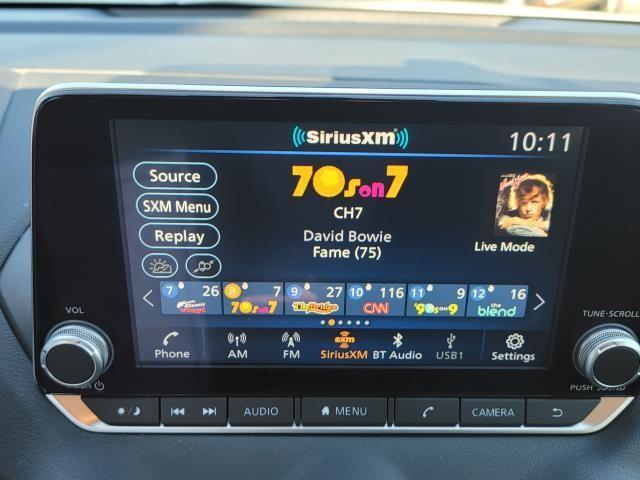 SiriusXM
10:11
Source
70s on 7
SXM Menu
CH7
Replay
David Bowie
Live Mode
Fame (75)
7 26 8 7 9 27 10 116 11 9 12 16
70s on 7 The Bridge CNN '90s on 9 the blend
VOL
TUNE-SCROLL
Phone AM FM SiriusXM BT Audio USB1 Settings
sxm
PUSH SOUND
AUDIO MENU CAMERA